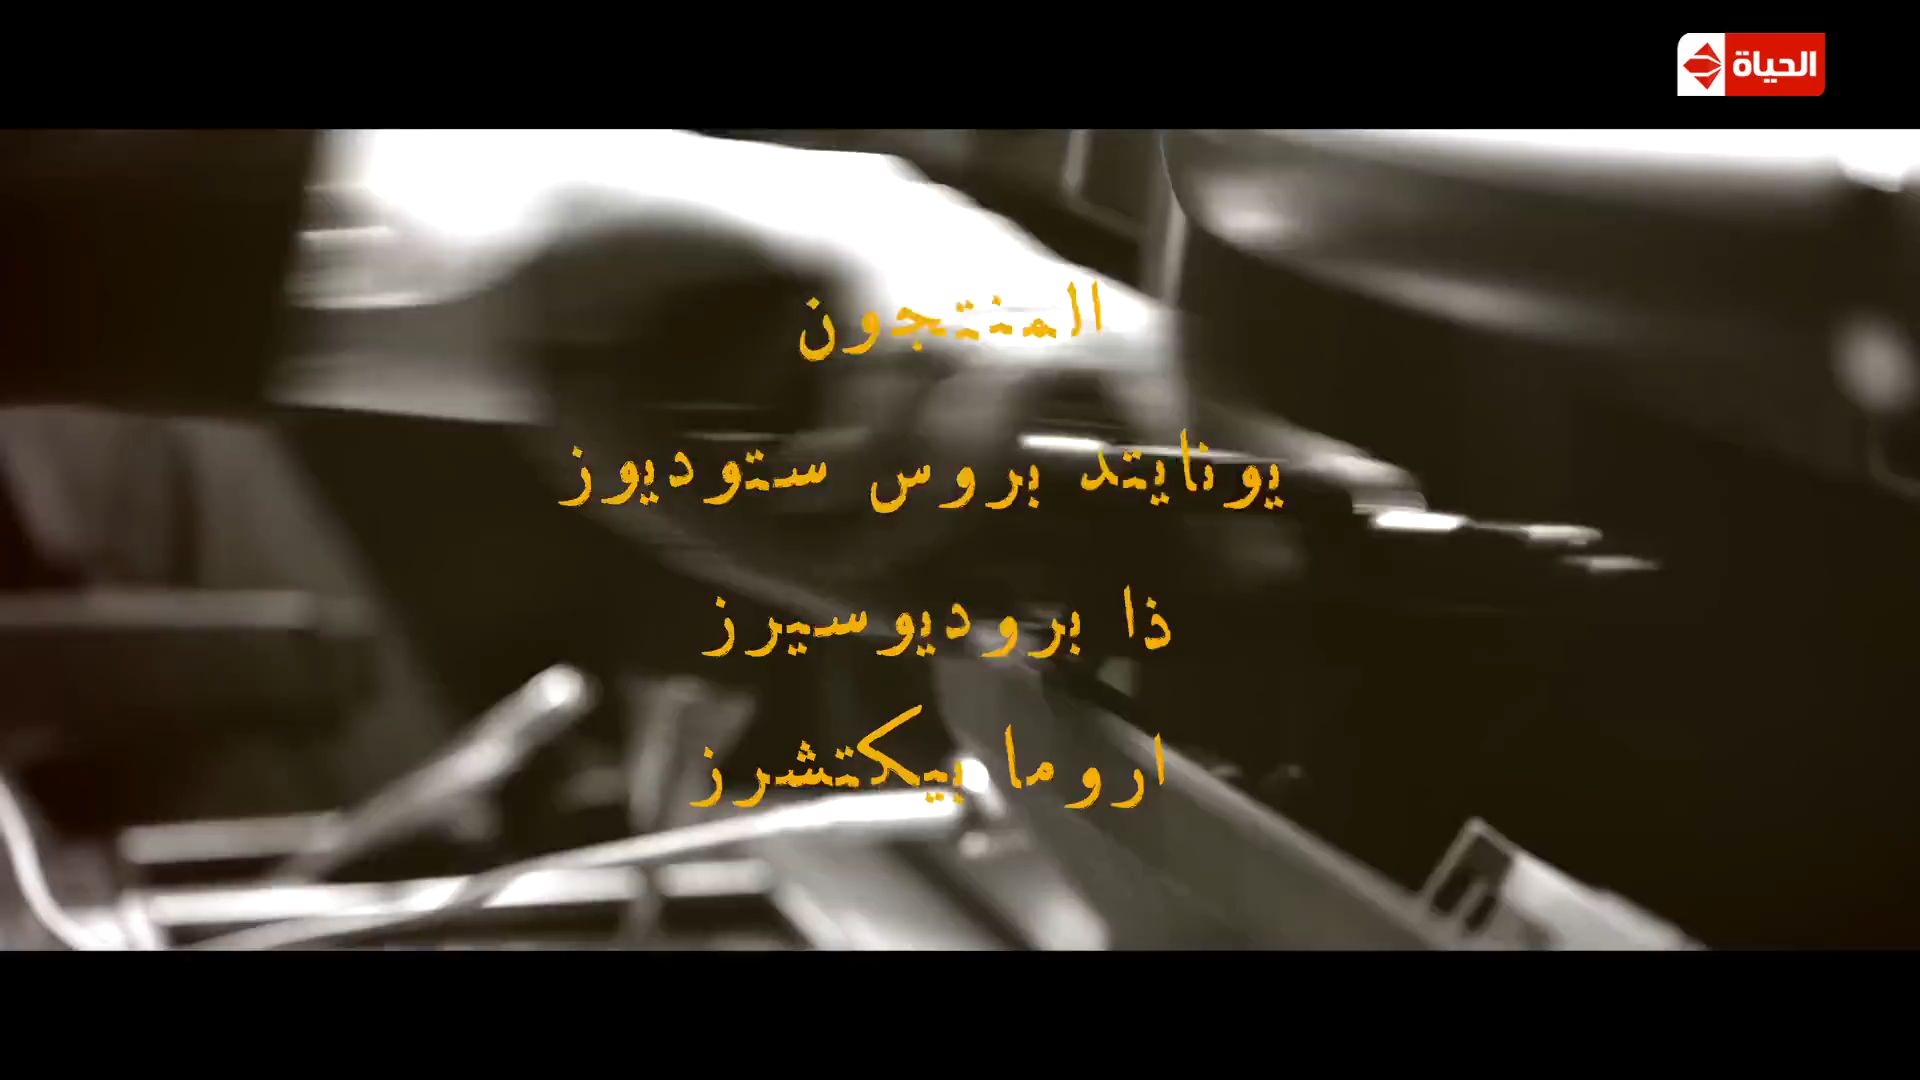 الحياة
المنتجون
يونايتد بروس ستوديوز
ذا بروديوسيرز
اروما بيكتشرز